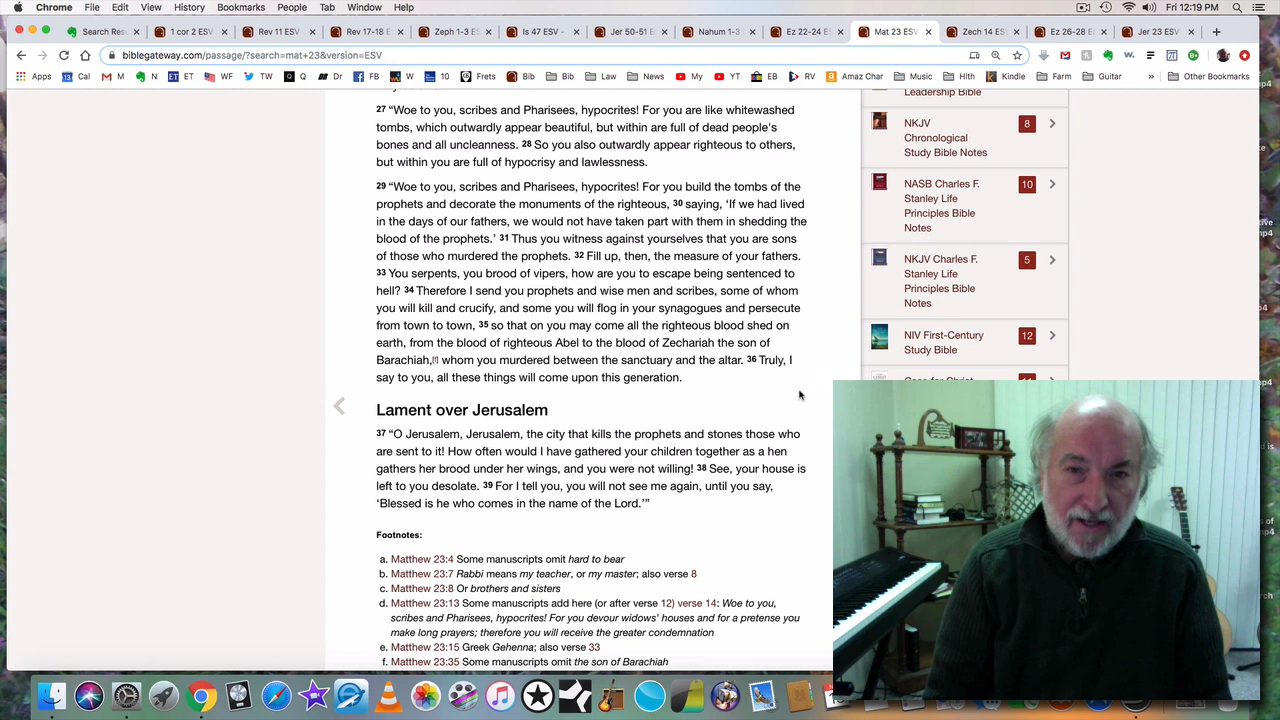 Chrome File Edit View History Bookmarks People Tab Window Help
Fri 12:19 PM
Search Res
1 cor 2 ESV
Rev 11 ESV
Rev 17-18 E
Zeph 1-3 E
Is 47 ESV -
Jer 50-51 E
Nahum 1-3
Ez 22-24 E
Mat 23 ESV
Zech 14 ES
Ez 26-28 E
Jer 23 ESV
biblegateway.com/passage/?search=mat+23&version=ESV
Apps Cal M N ET WF TW Q Dr FB W 10 Frets Bib Bib Law News My YT EB RV Amaz Char Music Hlth Kindle Farm Guitar » Other Bookmarks
27 “Woe to you, scribes and Pharisees, hypocrites! For you are like whitewashed
tombs, which outwardly appear beautiful, but within are full of dead people's
bones and all uncleanness. 28 So you also outwardly appear righteous to others,
but within you are full of hypocrisy and lawlessness.
29 “Woe to you, scribes and Pharisees, hypocrites! For you build the tombs of the
prophets and decorate the monuments of the righteous, 30 saying, ‘If we had lived
in the days of our fathers, we would not have taken part with them in shedding the
blood of the prophets.’ 31 Thus you witness against yourselves that you are sons
of those who murdered the prophets. 32 Fill up, then, the measure of your fathers.
33 You serpents, you brood of vipers, how are you to escape being sentenced to
hell? 34 Therefore I send you prophets and wise men and scribes, some of whom
you will kill and crucify, and some you will flog in your synagogues and persecute
from town to town, 35 so that on you may come all the righteous blood shed on
earth, from the blood of righteous Abel to the blood of Zechariah the son of
Barachiah,[f] whom you murdered between the sanctuary and the altar. 36 Truly, I
say to you, all these things will come upon this generation.
Lament over Jerusalem
37 “O Jerusalem, Jerusalem, the city that kills the prophets and stones those who
are sent to it! How often would I have gathered your children together as a hen
gathers her brood under her wings, and you were not willing! 38 See, your house is
left to you desolate. 39 For I tell you, you will not see me again, until you say,
‘Blessed is he who comes in the name of the Lord.’”
Footnotes:
a. Matthew 23:4 Some manuscripts omit hard to bear
b. Matthew 23:7 Rabbi means my teacher, or my master; also verse 8
c. Matthew 23:8 Or brothers and sisters
d. Matthew 23:13 Some manuscripts add here (or after verse 12) verse 14: Woe to you,
scribes and Pharisees, hypocrites! For you devour widows' houses and for a pretense you
make long prayers; therefore you will receive the greater condemnation
e. Matthew 23:15 Greek Gehenna; also verse 33
f. Matthew 23:35 Some manuscripts omit the son of Barachiah
Leadership Bible
NKJV 8
Chronological
Study Bible Notes
NASB Charles F. 10
Stanley Life
Principles Bible
Notes
NKJV Charles F. 5
Stanley Life
Principles Bible
Notes
NIV First-Century 12
Study Bible